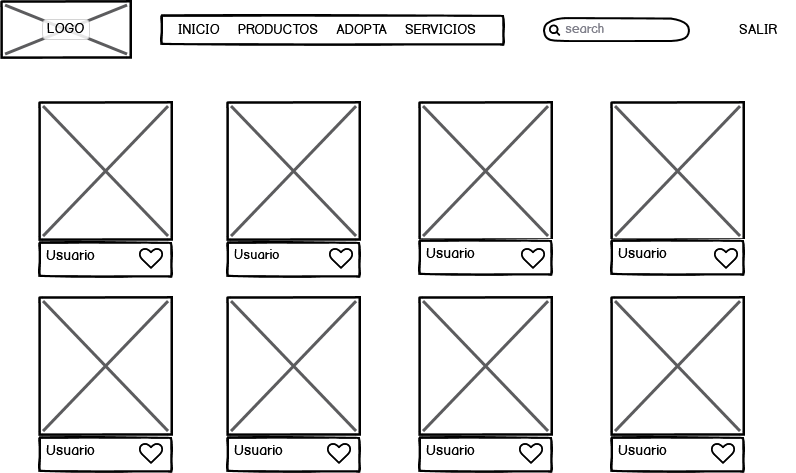 LOGO
INICIO PRODUCTOS ADOPTA SERVICIOS
search
SALIR
Usuario
Usuario
Usuario
Usuario
Usuario
Usuario
Usuario
Usuario